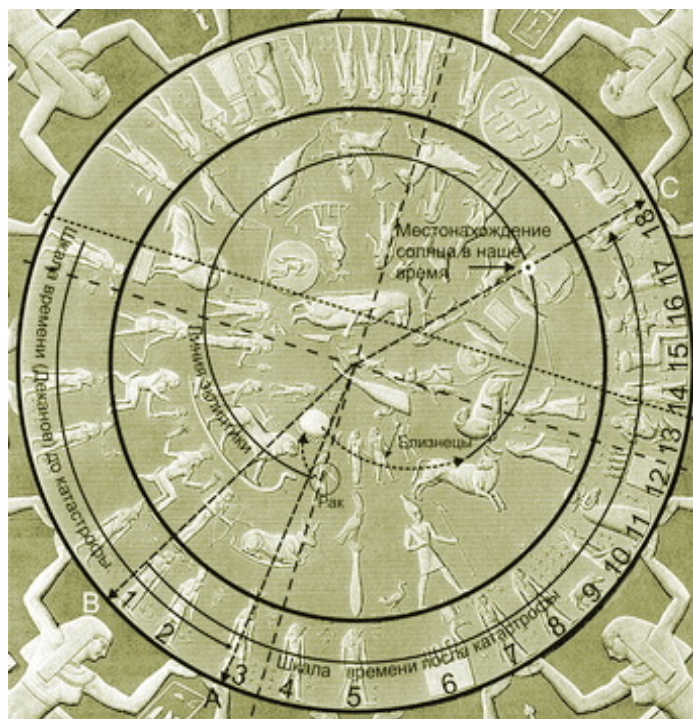 C
Местонахождение
солнца в наше
время
Шкала времени (Деканов) до катастрофы
Линия эклиптики
Близнецы
Рак
B
A
Шкала времени после катастрофы
1
2
3
4
5
6
7
8
9
10
11
12
13
14
15
16
17
18